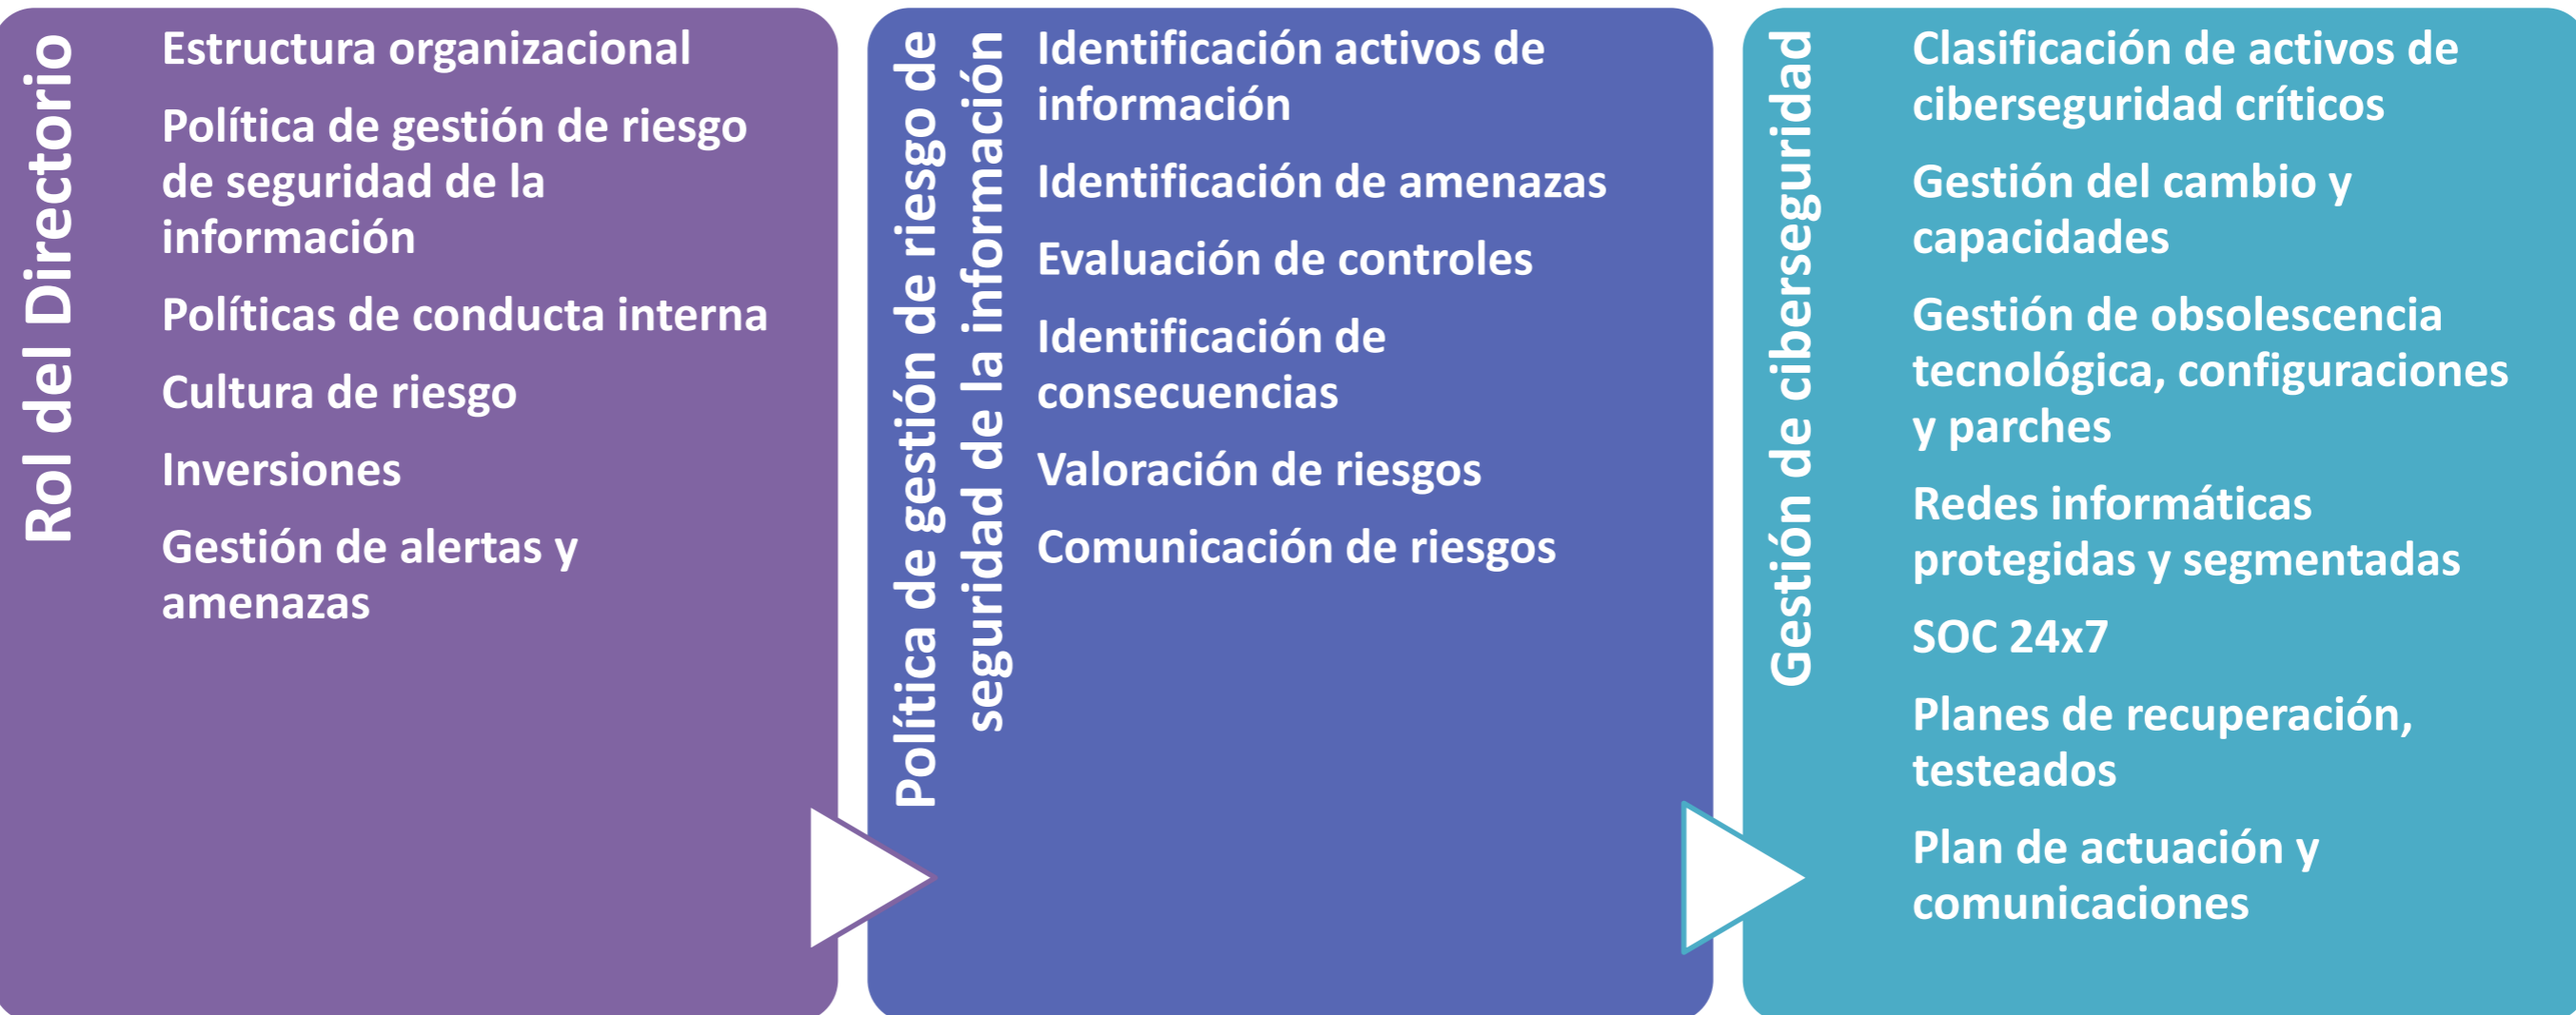 Rol del Directorio
Estructura organizacional
Política de gestión de riesgo
de seguridad de la
información
Políticas de conducta interna
Cultura de riesgo
Inversiones
Gestión de alertas y
amenazas
Política de gestión de riesgo de
seguridad de la información
Identificación activos de
información
Identificación de amenazas
Evaluación de controles
Identificación de
consecuencias
Valoración de riesgos
Comunicación de riesgos
Gestión de ciberseguridad
Clasificación de activos de
ciberseguridad críticos
Gestión del cambio y
capacidades
Gestión de obsolescencia
tecnológica, configuraciones
y parches
Redes informáticas
protegidas y segmentadas
SOC 24x7
Planes de recuperación,
testeados
Plan de actuación y
comunicaciones